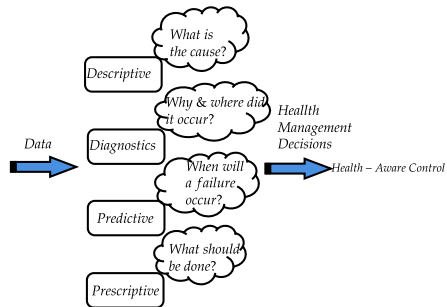 What is
the cause?
Descriptive
Why & where did
it occur?
Data
Diagnostics
Heallth
Management
Decisions
When will
a failure
occur?
Health – Aware Control
Predictive
What should
be done?
Prescriptive